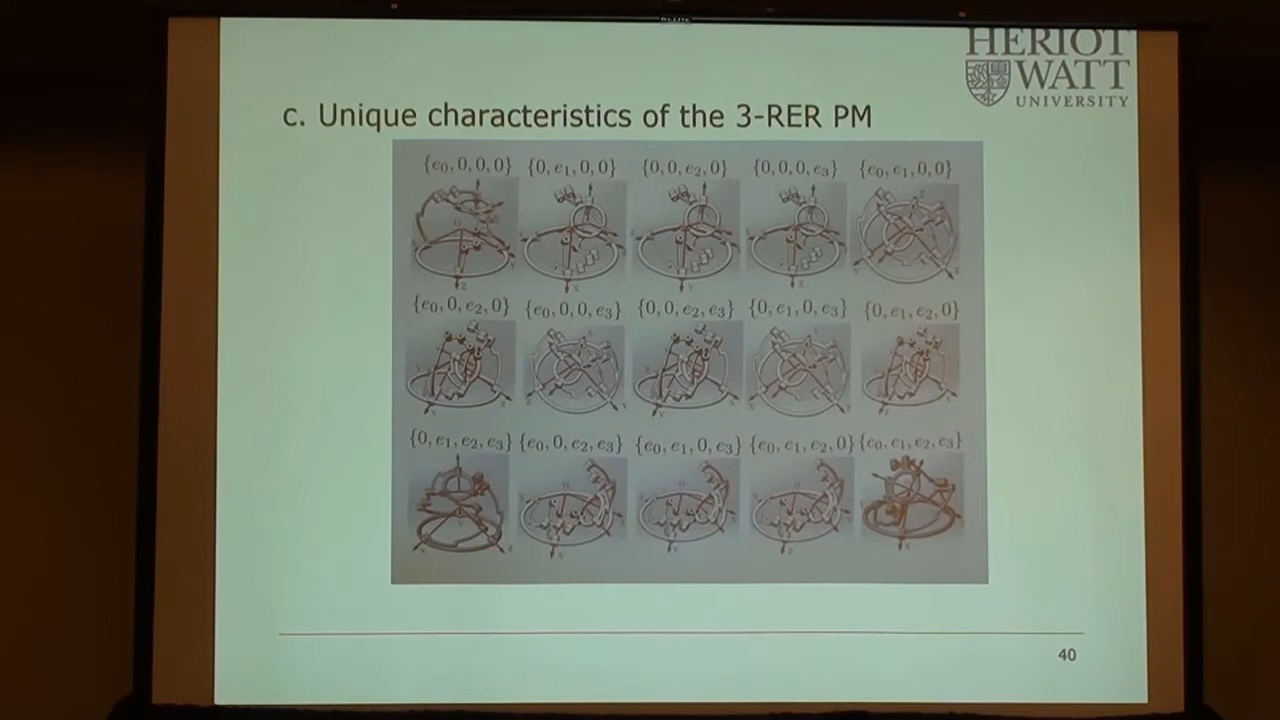 HERIOT
WATT
UNIVERSITY
c. Unique characteristics of the 3-RER PM
{e₀, 0, 0, 0} {0, e₁, 0, 0} {0, 0, e₂, 0} {0, 0, 0, e₃} {e₀, e₁, 0, 0}
{e₀, 0, e₂, 0} {e₀, 0, 0, e₃} {0, 0, e₂, e₃} {0, e₁, 0, e₃} {0, e₁, e₂, 0}
{0, e₁, e₂, e₃} {e₀, 0, e₂, e₃} {e₀, e₁, 0, e₃} {e₀, e₁, e₂, 0} {e₀, e₁, e₂, e₃}
40